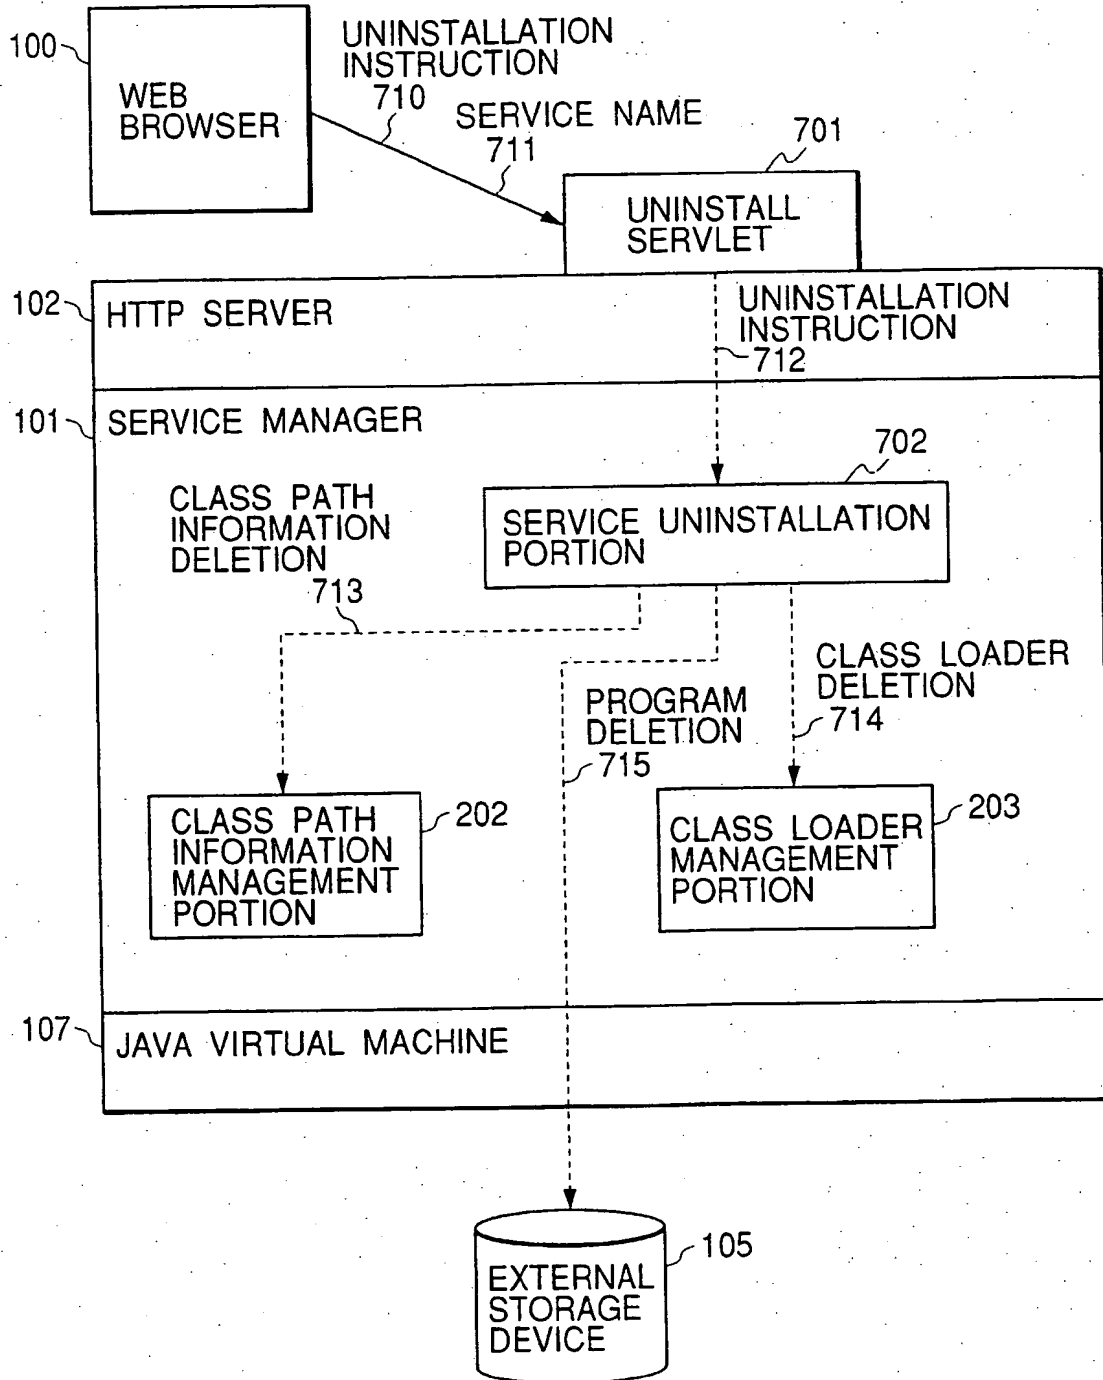 100
WEB
BROWSER
UNINSTALLATION
INSTRUCTION
710
SERVICE NAME
711
701
UNINSTALL
SERVLET
102
HTTP SERVER
UNINSTALLATION
INSTRUCTION
712
101
SERVICE MANAGER
702
SERVICE UNINSTALLATION
PORTION
CLASS PATH
INFORMATION
DELETION
713
CLASS LOADER
DELETION
714
PROGRAM
DELETION
715
CLASS PATH
INFORMATION
MANAGEMENT
PORTION
202
CLASS LOADER
MANAGEMENT
PORTION
203
107
JAVA VIRTUAL MACHINE
EXTERNAL
STORAGE
DEVICE
105